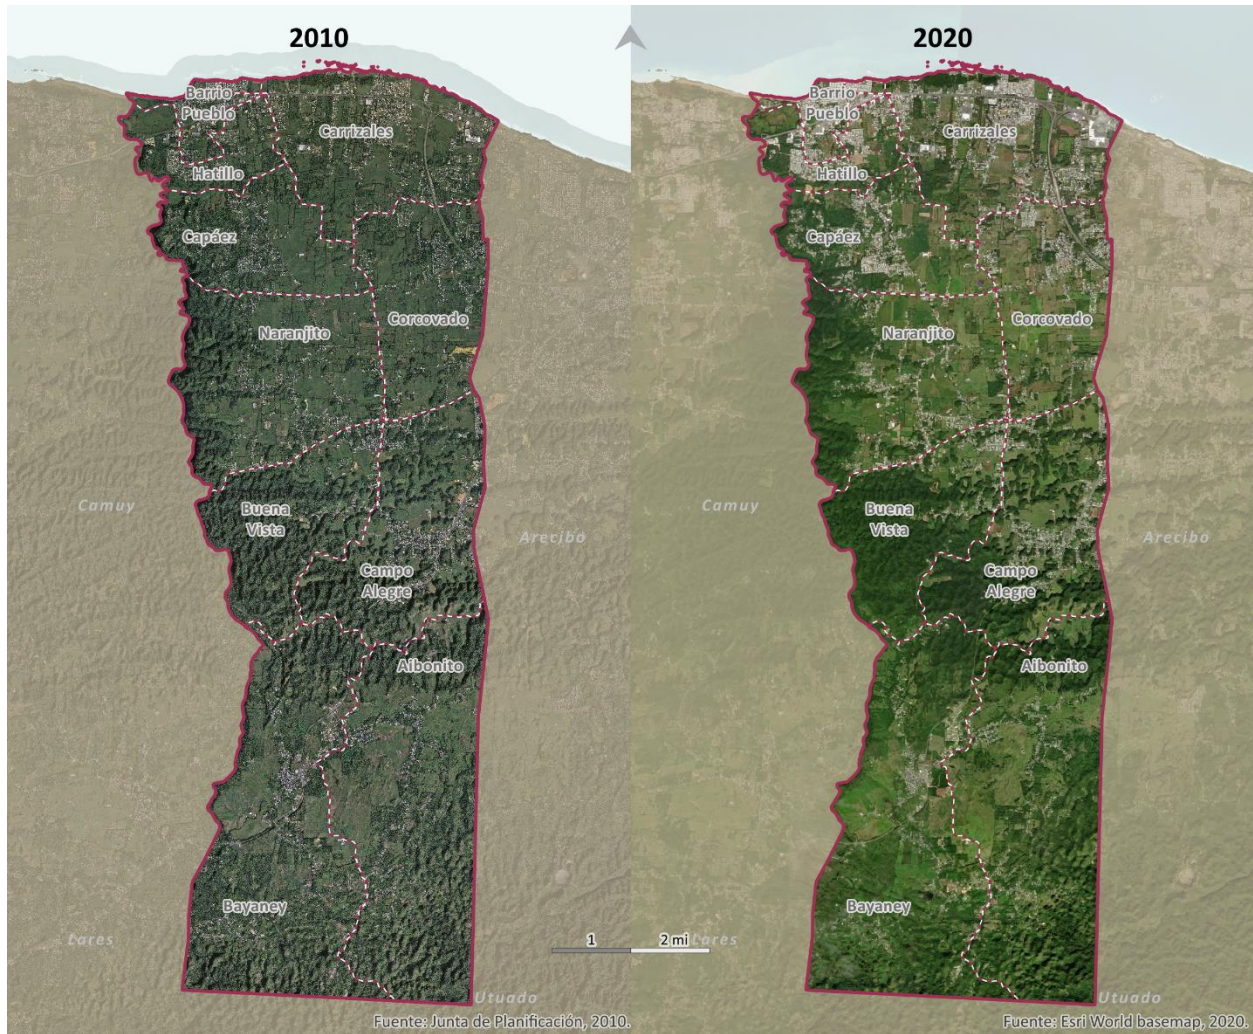 2010
Barrio
Pueblo
Carrizales
Hatillo
Capáez
Naranjito
Corcovado
Buena
Vista
Camuy
Campo
Alegre
Aibonito
Bayaney
Lares
Utuado
Fuente: Junta de Planificación, 2010.
1
2 mi
2020
Barrio
Pueblo
Carrizales
Hatillo
Capáez
Naranjito
Corcovado
Buena
Vista
Camuy
Arecibo
Campo
Alegre
Aibonito
Bayaney
Lares
Utuado
Arecibo
Fuente: Esri World basemap, 2020.